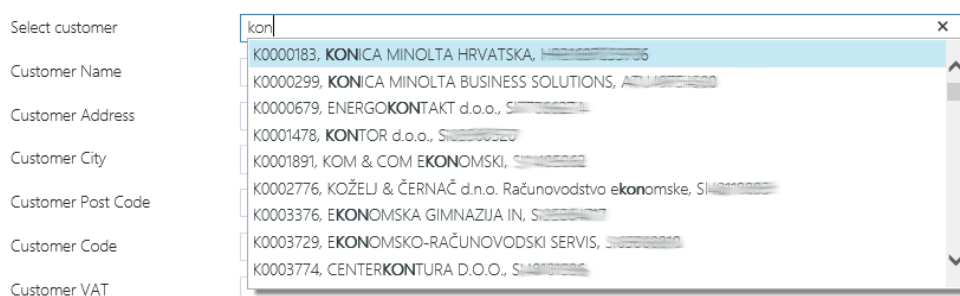 Select customer
kon
K0000183, KONICA MINOLTA HRVATSKA,
Customer Name
K0000299, KONICA MINOLTA BUSINESS SOLUTIONS,
Customer Address
K0000679, ENERGOKONTAKT d.o.o.,
K0001478, KONTOR d.o.o.,
Customer City
K0001891, KOM & COM EKONOMSKI,
K0002776, KOŽELJ & ČERNAČ d.n.o. Računovodstvo ekonomske,
Customer Post Code
K0003376, EKONOMSKA GIMNAZIJA IN,
Customer Code
K0003729, EKONOMSKO-RAČUNOVODSKI SERVIS,
K0003774, CENTERKONTURA D.O.O.,
Customer VAT